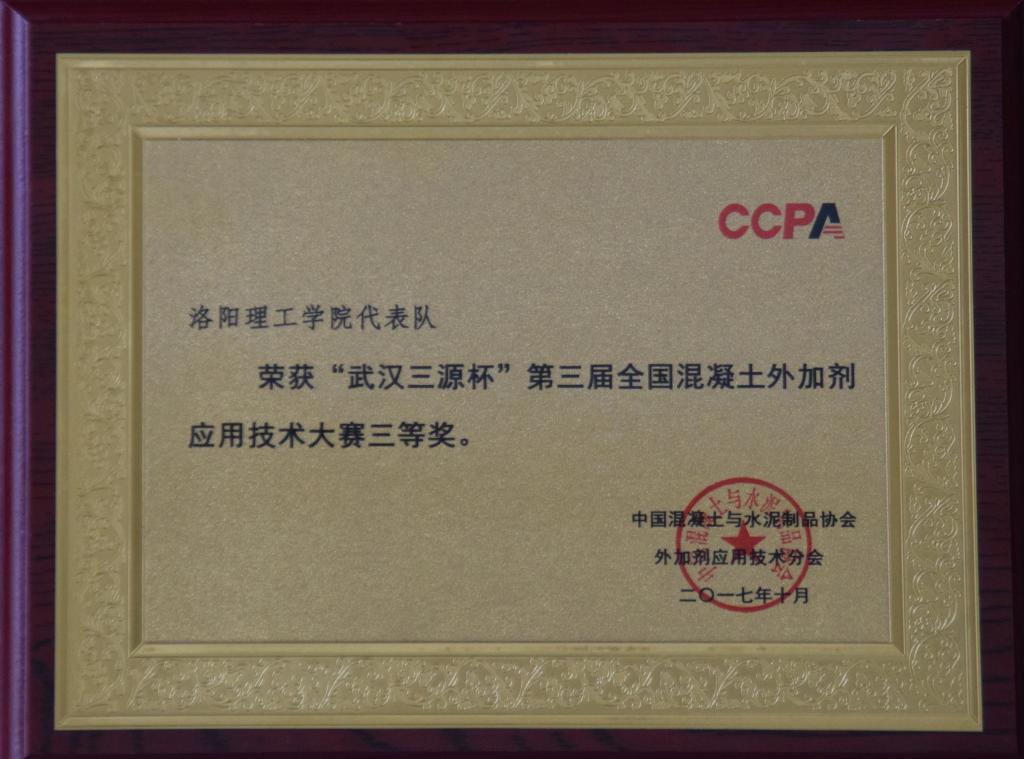 CCPA
洛阳理工学院代表队
荣获“武汉三源杯”第三届全国混凝土外加剂
应用技术大赛三等奖。
中国混凝土与水泥制品协会
外加剂应用技术分会
二〇一七年十月